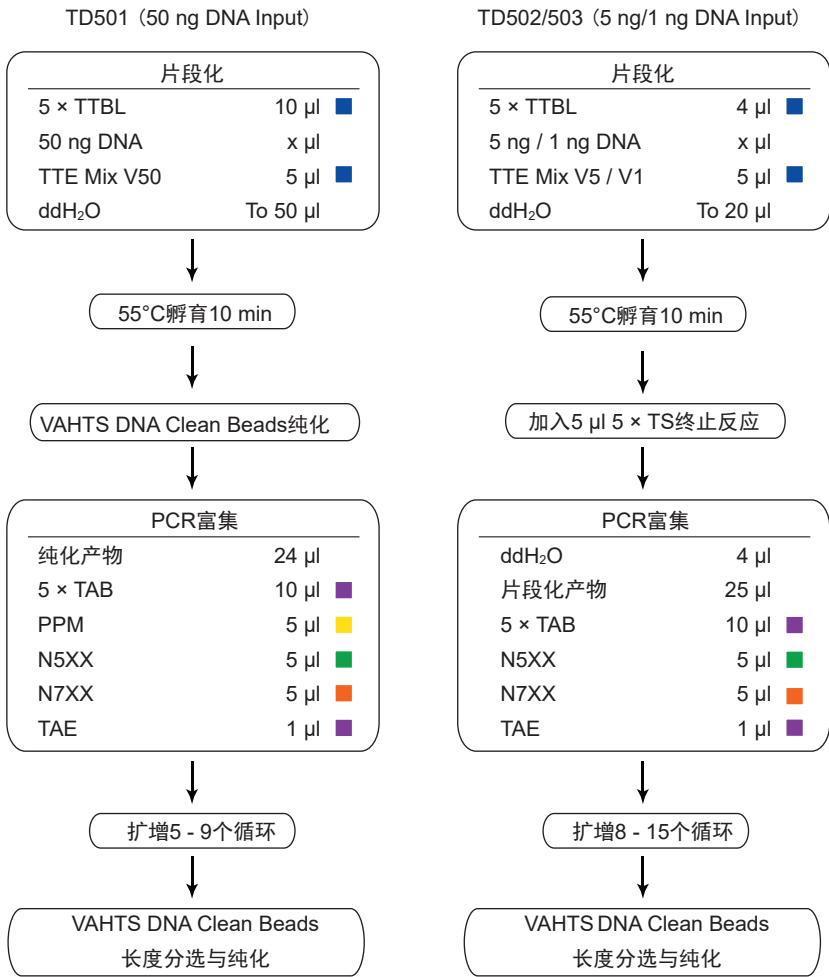 TD501（50 ng DNA Input）
片段化
5 × TTBL 10 µl
50 ng DNA x µl
TTE Mix V50 5 µl
ddH₂O To 50 µl
55°C孵育10 min
VAHTS DNA Clean Beads纯化
PCR富集
纯化产物 24 µl
5 × TAB 10 µl
PPM 5 µl
N5XX 5 µl
N7XX 5 µl
TAE 1 µl
扩增5 - 9个循环
VAHTS DNA Clean Beads
长度分选与纯化
TD502/503（5 ng/1 ng DNA Input）
片段化
5 × TTBL 4 µl
5 ng / 1 ng DNA x µl
TTE Mix V5 / V1 5 µl
ddH₂O To 20 µl
55°C孵育10 min
加入5 µl 5 × TS终止反应
PCR富集
ddH₂O 4 µl
片段化产物 25 µl
5 × TAB 10 µl
N5XX 5 µl
N7XX 5 µl
TAE 1 µl
扩增8 - 15个循环
VAHTS DNA Clean Beads
长度分选与纯化